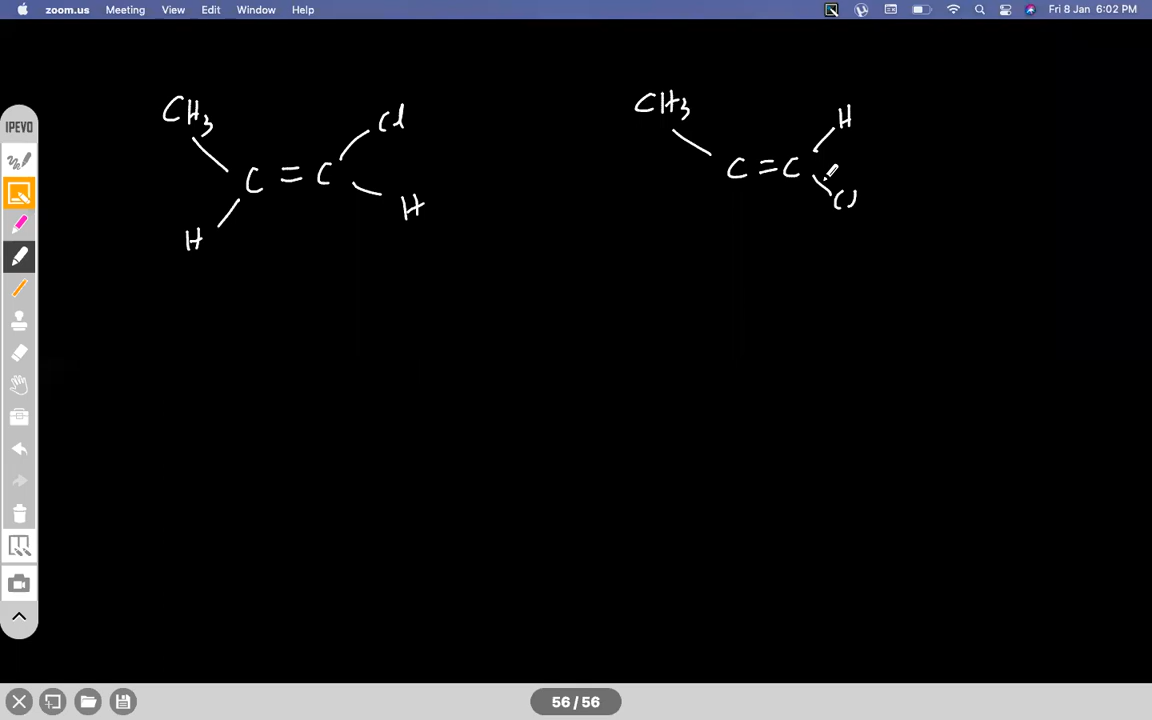 zoom.us Meeting View Edit Window Help Fri 8 Jan 6:02 PM
IPEVO
CH3 Cl
C = C
H H
CH3 H
C = C
56 / 56